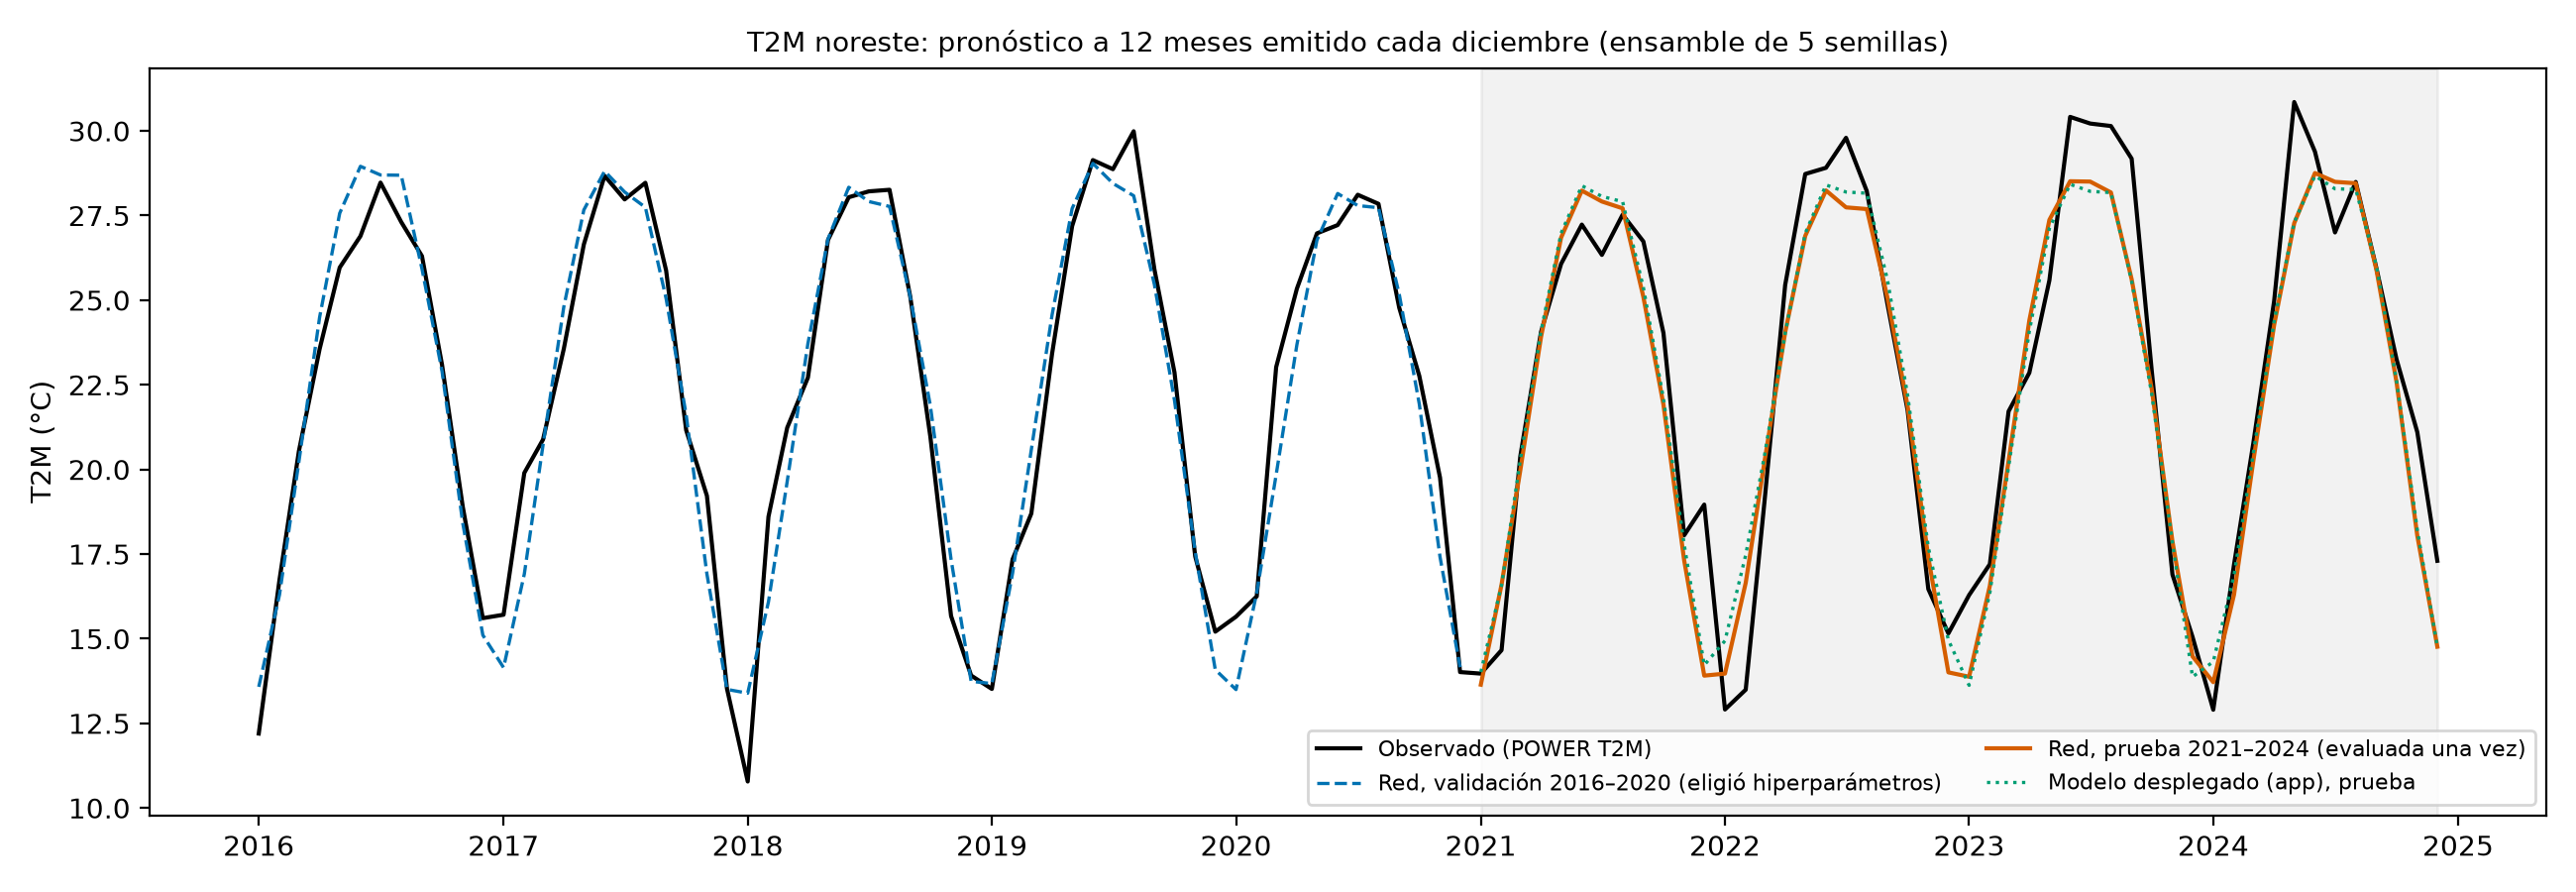 T2M noreste: pronóstico a 12 meses emitido cada diciembre (ensamble de 5 semillas)
T2M (°C)
30.0
27.5
25.0
22.5
20.0
17.5
15.0
12.5
10.0
Observado (POWER T2M)
Red, validación 2016–2020 (eligió hiperparámetros)
Red, prueba 2021–2024 (evaluada una vez)
Modelo desplegado (app), prueba
2016 2017 2018 2019 2020 2021 2022 2023 2024 2025